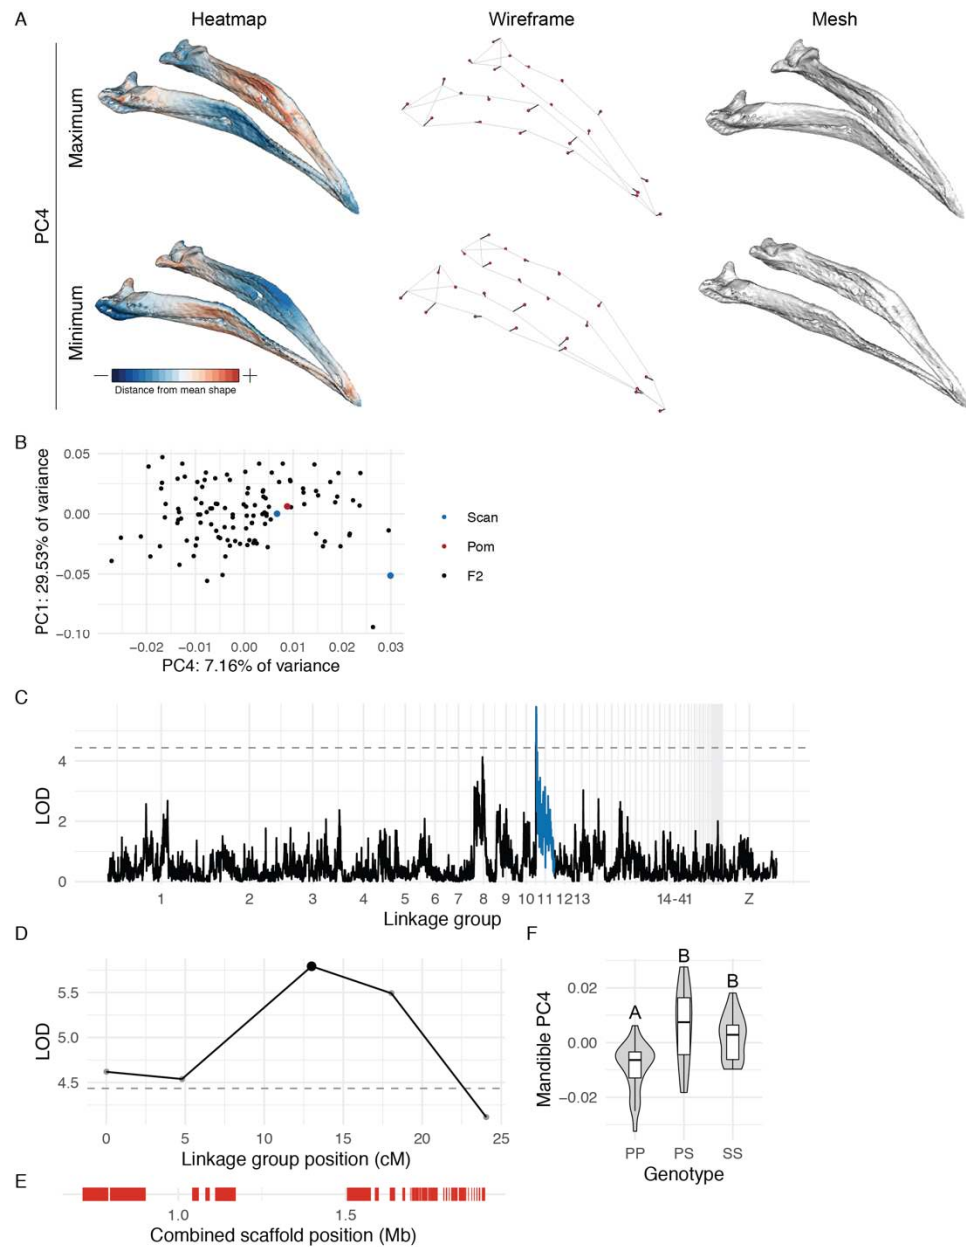 A
Heatmap
Wireframe
Mesh
PC4
Maximum
Minimum
— +
Distance from mean shape
B
PC1: 29.53% of variance
0.05
0.00
−0.05
−0.10
−0.02 −0.01 0.00 0.01 0.02 0.03
PC4: 7.16% of variance
Scan
Pom
F2
C
LOD
4
2
0
1 2 3 4 5 6 7 8 9 10 11 12 13 14-41 Z
Linkage group
D
LOD
5.5
5.0
4.5
0 5 10 15 20 25
Linkage group position (cM)
E
1.0 1.5
Combined scaffold position (Mb)
F
Mandible PC4
0.02
0.00
−0.02
A B B
PP PS SS
Genotype